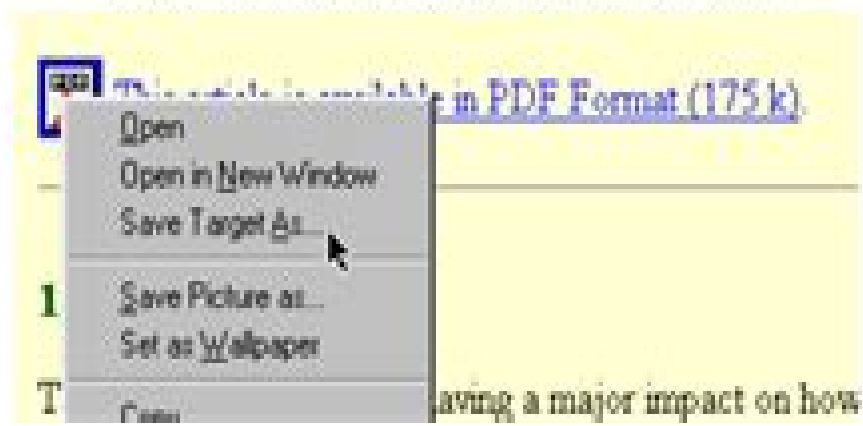 This article is available in PDF Format (175 k).
Open
Open in New Window
Save Target As...
Save Picture as...
Set as Wallpaper
1
T
aving a major impact on how
Copy